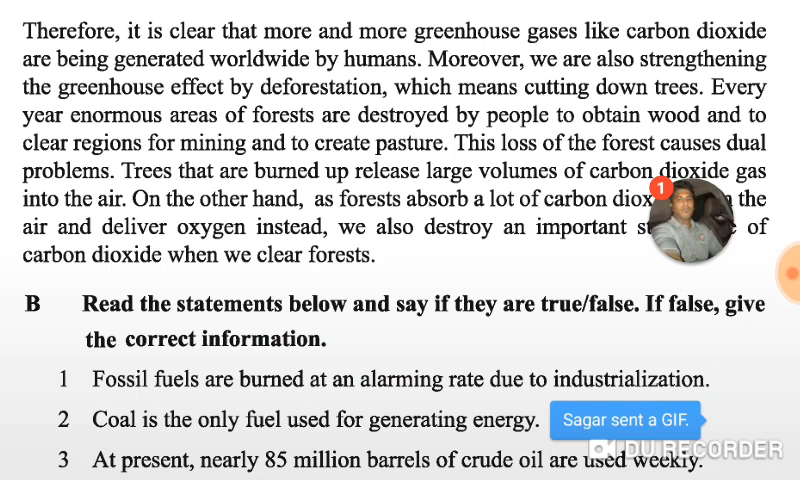 Therefore, it is clear that more and more greenhouse gases like carbon dioxide
are being generated worldwide by humans. Moreover, we are also strengthening
the greenhouse effect by deforestation, which means cutting down trees. Every
year enormous areas of forests are destroyed by people to obtain wood and to
clear regions for mining and to create pasture. This loss of the forest causes dual
problems. Trees that are burned up release large volumes of carbon dioxide gas
1
into the air. On the other hand, as forests absorb a lot of carbon the
air and deliver oxygen instead, we also destroy an important of
carbon dioxide when we clear forests.
B Read the statements below and say if they are true/false. If false, give
the correct information.
1 Fossil fuels are burned at an alarming rate due to industrialization.
2 Coal is the only fuel used for generating energy.
Sagar sent a GIF.
DU RECORDER
3 At present, nearly 85 million barrels of crude oil are used weekly.